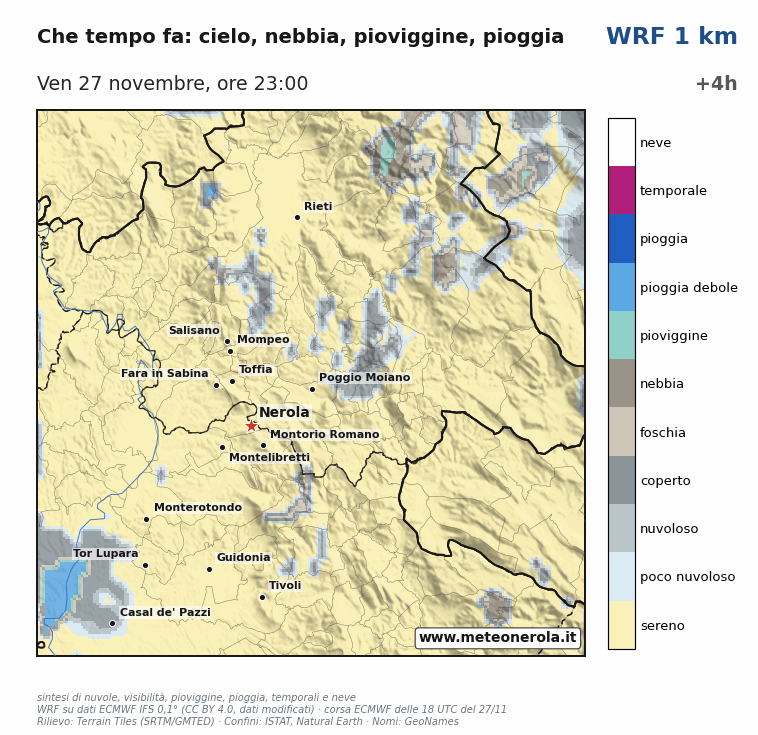 Che tempo fa: cielo, nebbia, pioviggine, pioggia
WRF 1 km
Ven 27 novembre, ore 23:00
+4h
neve
temporale
pioggia
pioggia debole
pioviggine
nebbia
foschia
coperto
nuvoloso
poco nuvoloso
sereno
Rieti
Salisano
Mompeo
Fara in Sabina
Toffia
Poggio Moiano
Nerola
Montorio Romano
Montelibretti
Monterotondo
Tor Lupara
Guidonia
Tivoli
Casal de' Pazzi
www.meteonerola.it
sintesi di nuvole, visibilità, pioviggine, pioggia, temporali e neve
WRF su dati ECMWF IFS 0,1° (CC BY 4.0, dati modificati) · corsa ECMWF delle 18 UTC del 27/11
Rilievo: Terrain Tiles (SRTM/GMTED) · Confini: ISTAT, Natural Earth · Nomi: GeoNames